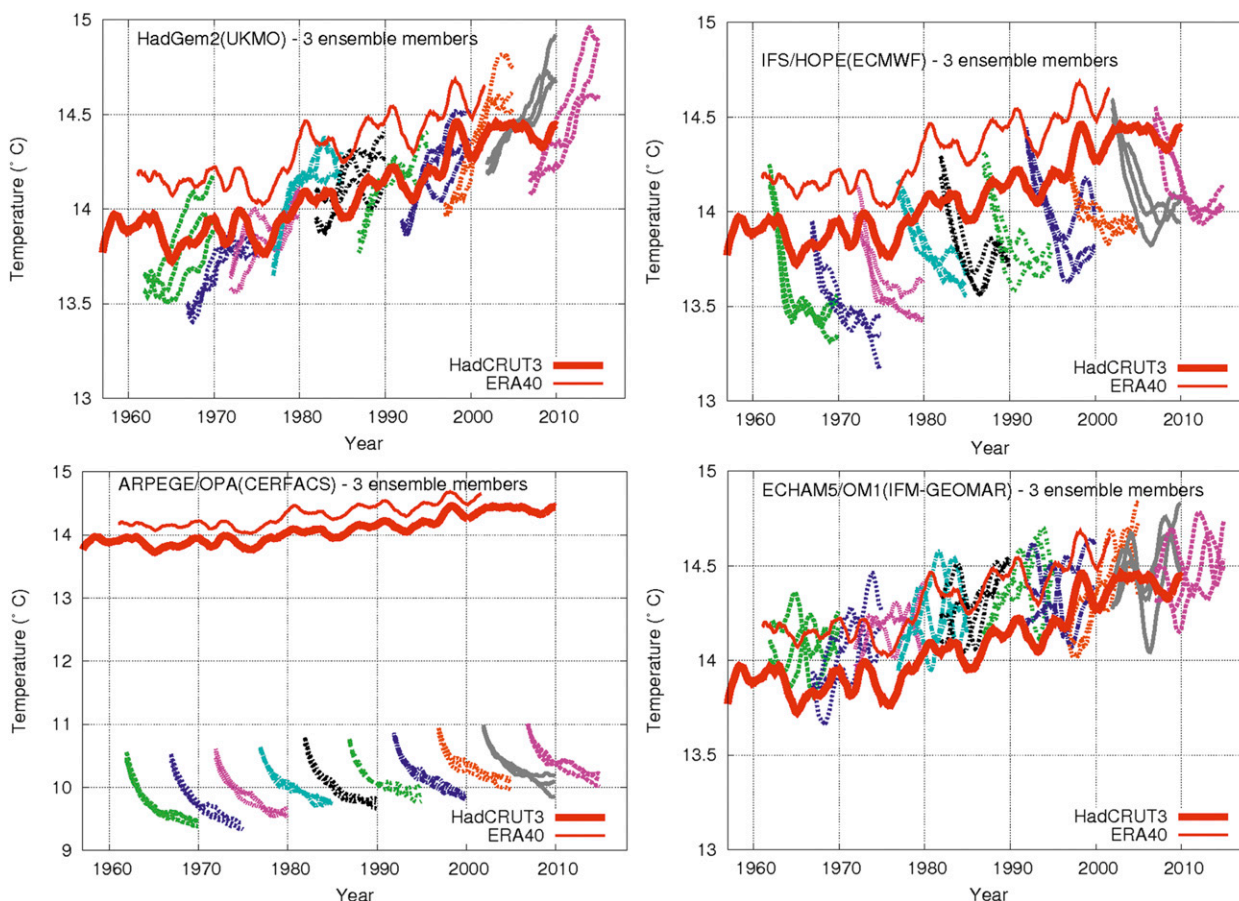 HadGem2(UKMO) - 3 ensemble members
Temperature (° C)
15
14.5
14
13.5
13
HadCRUT3
ERA40
1960 1970 1980 1990 2000 2010
Year
IFS/HOPE(ECMWF) - 3 ensemble members
Temperature (° C)
15
14.5
14
13.5
13
HadCRUT3
ERA40
1960 1970 1980 1990 2000 2010
Year
ARPEGE/OPA(CERFACS) - 3 ensemble members
Temperature (° C)
15
14
13
12
11
10
9
HadCRUT3
ERA40
1960 1970 1980 1990 2000 2010
Year
ECHAM5/OM1(IFM-GEOMAR) - 3 ensemble members
Temperature (° C)
15
14.5
14
13.5
13
HadCRUT3
ERA40
1960 1970 1980 1990 2000 2010
Year